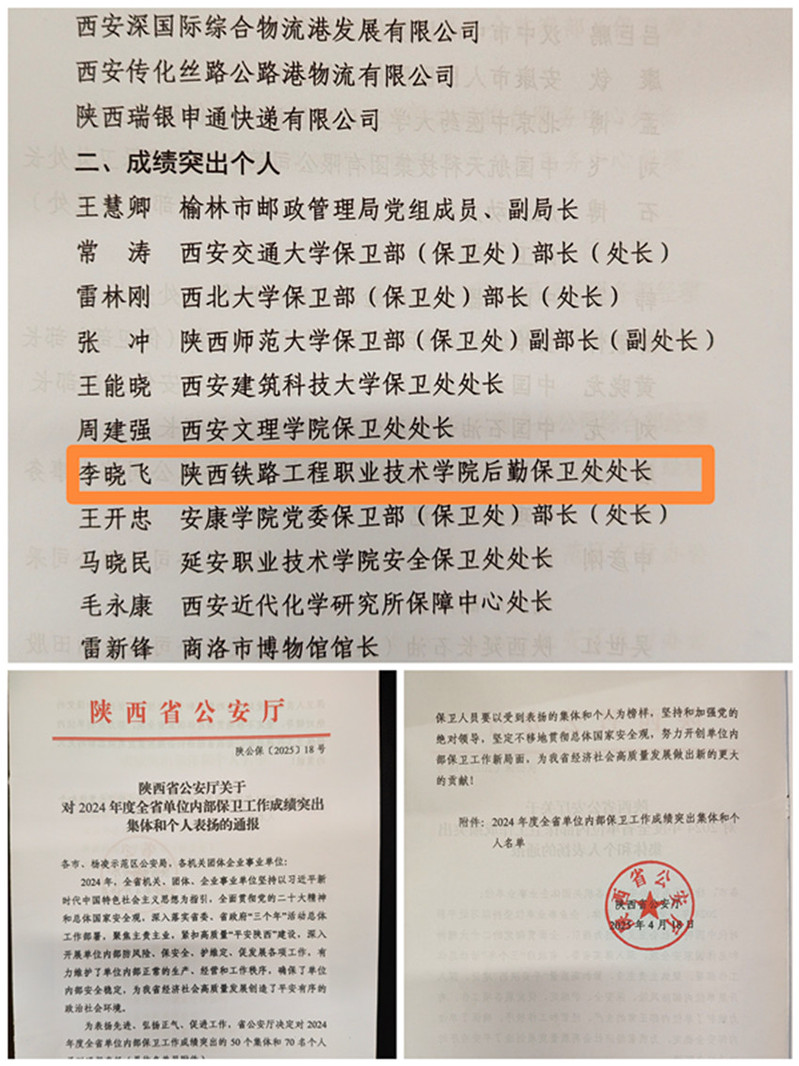 西安深国际综合物流港发展有限公司
西安传化丝路公路港物流有限公司
陕西瑞银申通快递有限公司
二、成绩突出个人
王慧卿 榆林市邮政管理局党组成员、副局长
常 涛 西安交通大学保卫部（保卫处）部长（处长）
雷林刚 西北大学保卫部（保卫处）部长（处长）
张 冲 陕西师范大学保卫部（保卫处）副部长（副处长）
王能晓 西安建筑科技大学保卫处处长
周建强 西安文理学院保卫处处长
李晓飞 陕西铁路工程职业技术学院后勤保卫处处长
王开忠 安康学院党委保卫部（保卫处）部长（处长）
马晓民 延安职业技术学院安全保卫处处长
毛永康 西安近代化学研究所保障中心处长
雷新锋 商洛市博物馆馆长
陕西省公安厅
陕公保〔2025〕18号
陕西省公安厅关于
对2024年度全省单位内部保卫工作成绩突出
集体和个人表扬的通报
各市、杨凌示范区公安局，各机关团体企业事业单位：
2024年，全省机关、团体、企业事业单位坚持以习近平新
时代中国特色社会主义思想为指引，全面贯彻党的二十大精神
和总体国家安全观，深入落实省委、省政府“三个年”活动总体
工作部署，聚焦主责主业，紧扣高质量“平安陕西”建设，深入
开展单位内部防风险、保安全、护稳定、促发展各项工作，有
力维护了单位内部正常的生产、经营和工作秩序，确保了单位
内部安全稳定，为我省经济社会高质量发展创造了平安有序的
政治社会环境。
为表扬先进、弘扬正气、促进工作，省公安厅决定对2024
年度全省单位内部保卫工作成绩突出的50个集体和70名个人
保卫人员要以受到表扬的集体和个人为榜样，坚持和加强党的
绝对领导，坚定不移地贯彻总体国家安全观，努力开创单位内
部保卫工作新局面，为我省经济社会高质量发展做出新的更大
的贡献！
附件：2024年度全省单位内部保卫工作成绩突出集体和个
人名单
陕西省公安厅
2025年4月18日